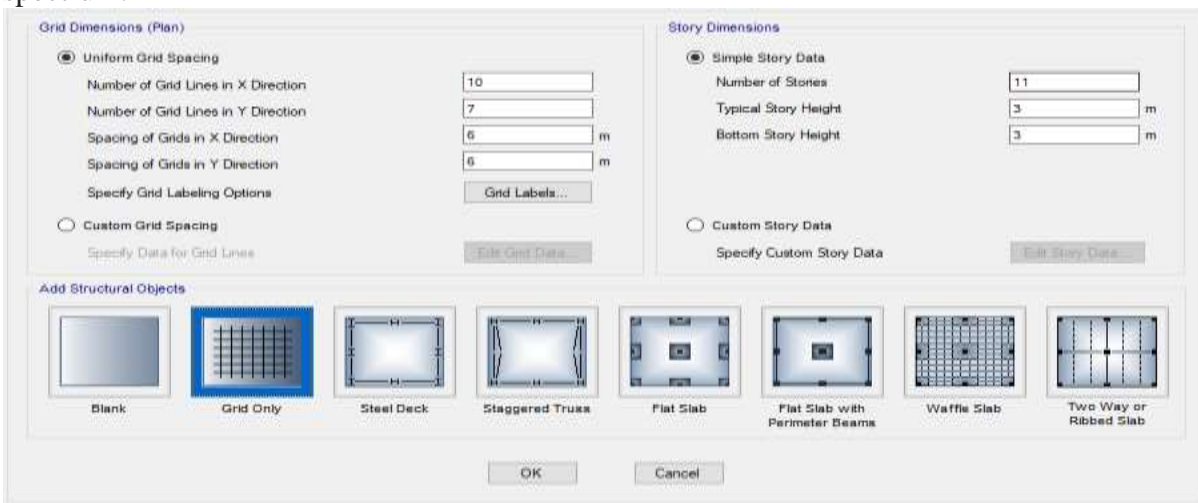 Grid Dimensions (Plan)
Uniform Grid Spacing
Number of Grid Lines in X Direction 10
Number of Grid Lines in Y Direction 7
Spacing of Grids in X Direction 6 m
Spacing of Grids in Y Direction 6 m
Specify Grid Labeling Options Grid Labels...
Custom Grid Spacing
Specify Data for Grid Lines Edit Grid Data...
Story Dimensions
Simple Story Data
Number of Stories 11
Typical Story Height 3 m
Bottom Story Height 3 m
Custom Story Data
Specify Custom Story Data Edit Story Data...
Add Structural Objects
Blank
Grid Only
Steel Deck
Staggered Truss
Flat Slab
Flat Slab with
Perimeter Beams
Waffle Slab
Two Way or
Ribbed Slab
OK Cancel